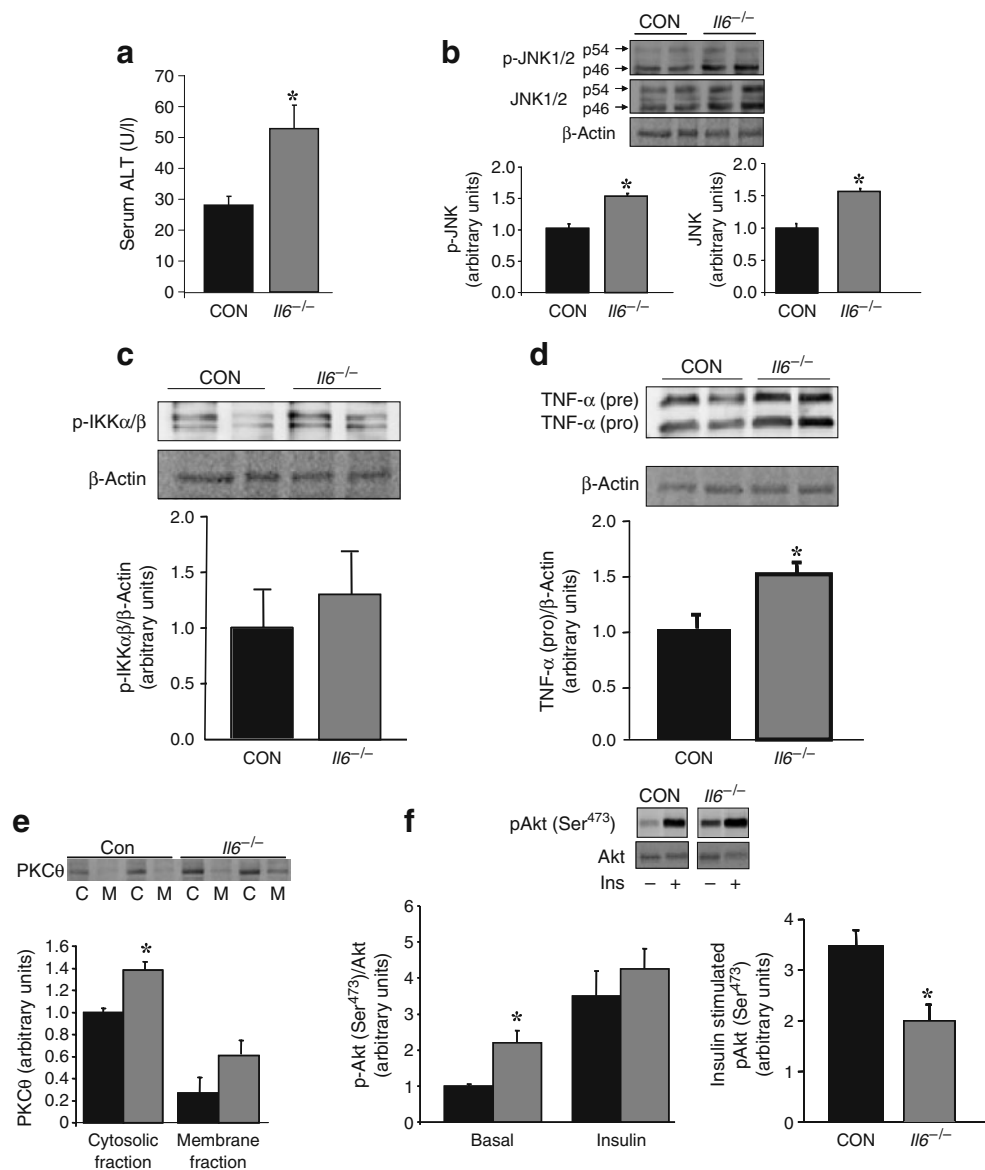 a
Serum ALT (U/l)
70
60
50
40
30
20
10
0
*
CON Il6–/–
b
CON Il6–/–
p-JNK1/2
p54
p46
JNK1/2
p54
p46
β-Actin
p-JNK
(arbitrary units)
2.0
1.5
1.0
0.5
0.0
*
CON Il6–/–
JNK
(arbitrary units)
2.0
1.5
1.0
0.5
0.0
*
CON Il6–/–
c
CON Il6–/–
p-IKKα/β
β-Actin
p-IKKαβ/β-Actin
(arbitrary units)
2.0
1.5
1.0
0.5
0.0
CON Il6–/–
d
CON Il6–/–
TNF-α (pre)
TNF-α (pro)
β-Actin
TNF-α (pro)/β-Actin
(arbitrary units)
2.0
1.5
1.0
0.5
0.0
*
CON Il6–/–
e
Con Il6–/–
PKCθ
C M C M C M C M
PKCθ (arbitrary units)
1.6
1.4
1.2
1.0
0.8
0.6
0.4
0.2
0
*
Cytosolic
fraction
Membrane
fraction
f
CON Il6–/–
pAkt (Ser473)
Akt
Ins – + – +
p-Akt (Ser473)/Akt
(arbitrary units)
6
5
4
3
2
1
0
*
Basal Insulin
Insulin stimulated
pAkt (Ser473)
(arbitrary units)
4
3
2
1
0
*
CON Il6–/–